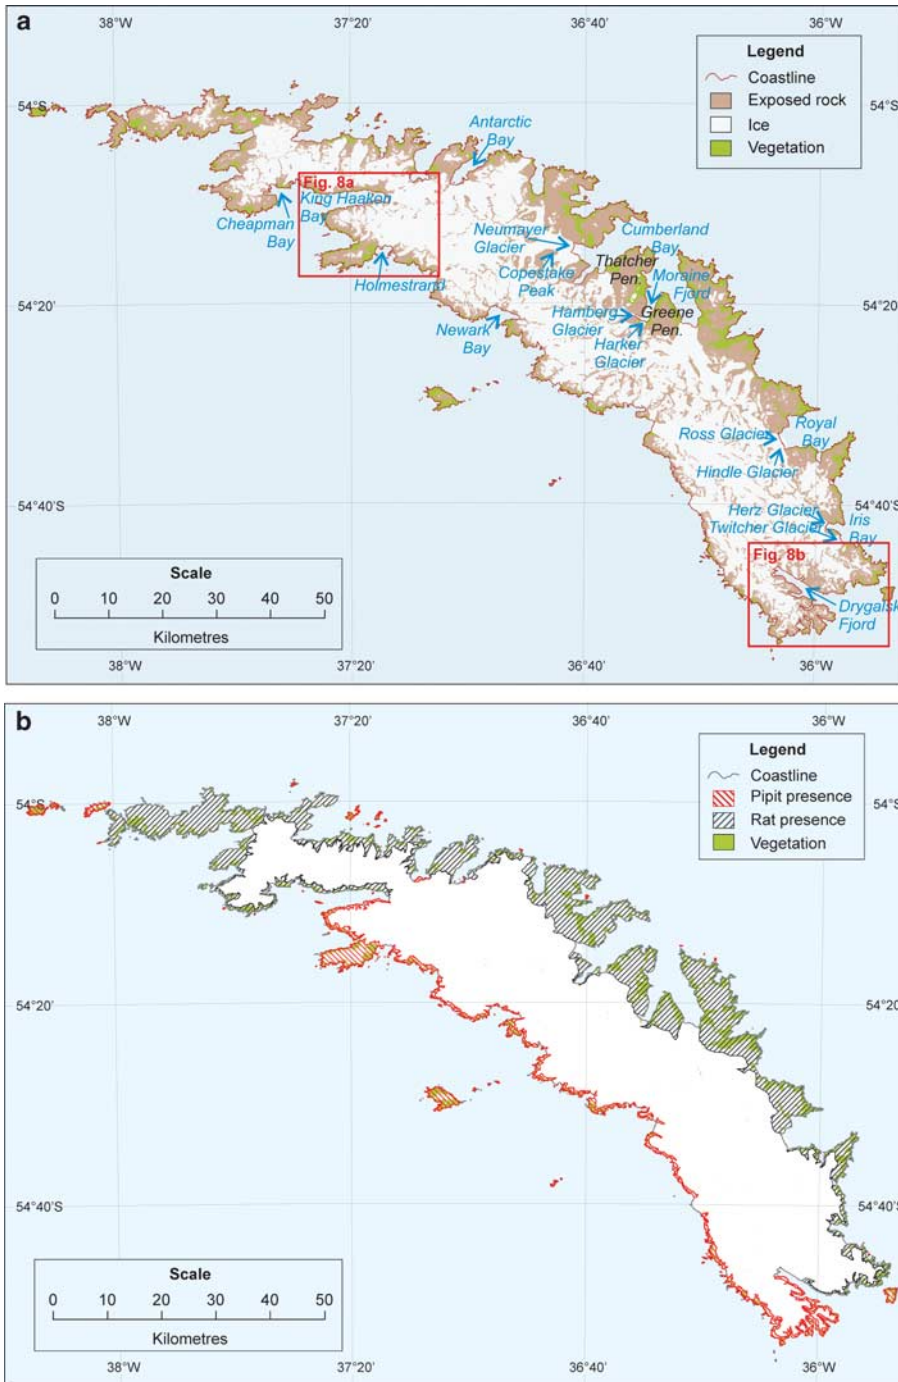 a
38°W
37°20'
36°40'
36°W
Legend
Coastline
Exposed rock
Ice
Vegetation
54°S
54°S
Antarctic
Bay
Fig. 8a
King Haakon
Bay
Cheapman
Bay
Holmestrand
Neumayer
Glacier
Copestake
Peak
Cumberland
Bay
Thatcher
Pen.
Moraine
Fjord
54°20'
54°20'
Hamberg
Glacier
Greene
Pen.
Harker
Glacier
Newark
Bay
Ross Glacier
Royal
Bay
Hindle Glacier
54°40'S
54°40'S
Herz Glacier
Twitcher Glacier
Iris
Bay
Fig. 8b
Drygalsk
Fjord
Scale
0 10 20 30 40 50
Kilometres
38°W
37°20'
36°40'
36°W
b
38°W
37°20'
36°40'
36°W
Legend
Coastline
Pipit presence
Rat presence
Vegetation
54°S
54°S
54°20'
54°20'
54°40'S
54°40'S
Scale
0 10 20 30 40 50
Kilometres
38°W
37°20'
36°40'
36°W